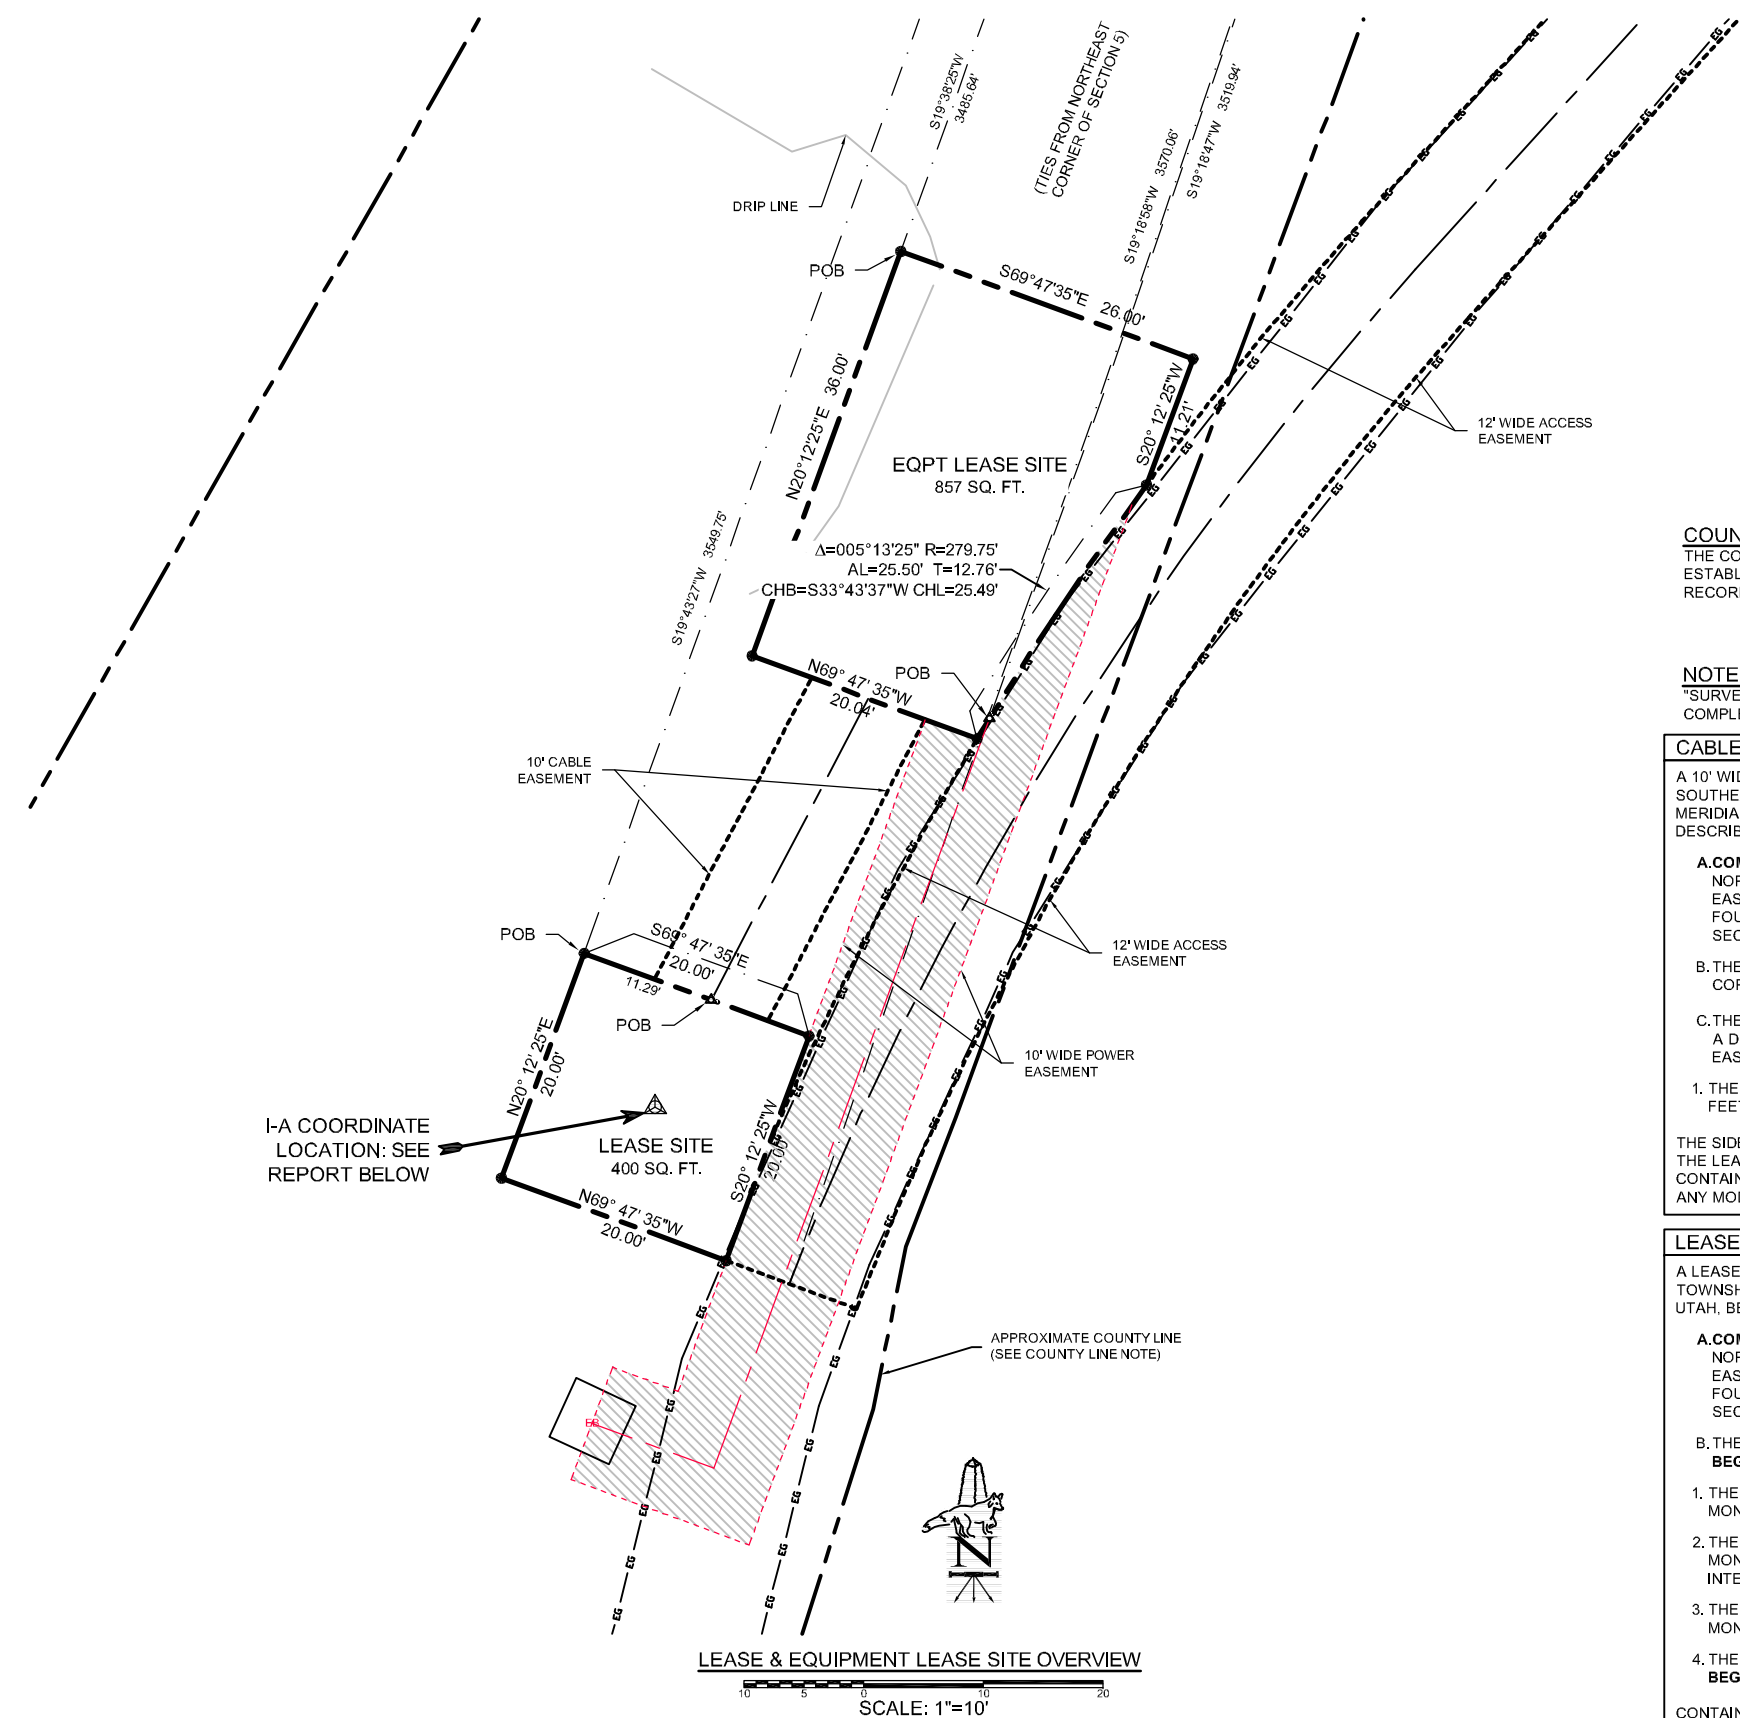 S19°38'25"W
3485.64'
(TIES FROM NORTHEAST
CORNER OF SECTION 5)
S19°18'58"W 3570.06'
S19°18'47"W 3519.94'
EG
DRIP LINE
POB
S69°47'35"E 26.00'
N20°12'25"E 36.00'
S20° 12' 25"W
11.21'
12' WIDE ACCESS
EASEMENT
EQPT LEASE SITE
857 SQ. FT.
Δ=005°13'25" R=279.75'
AL=25.50' T=12.76'
CHB=S33°43'37"W CHL=25.49'
S19°43'27"W 3549.75'
N69° 47' 35"W
20.04'
POB
10' CABLE
EASEMENT
POB
S69° 47' 35"E
20.00'
11.29'
POB
12' WIDE ACCESS
EASEMENT
10' WIDE POWER
EASEMENT
N20° 12' 25"E
20.00'
I-A COORDINATE
LOCATION: SEE
REPORT BELOW
LEASE SITE
400 SQ. FT.
S20° 12' 25"W
20.00'
N69° 47' 35"W
20.00'
APPROXIMATE COUNTY LINE
(SEE COUNTY LINE NOTE)
EB
N
LEASE & EQUIPMENT LEASE SITE OVERVIEW
10 5 0 10 20
SCALE: 1"=10'
COUN
THE CO
ESTABL
RECOR
NOTE
"SURVE
COMPL
CABLE
A 10' WI
SOUTHE
MERIDIA
DESCRIB
A.COM
NOR
EAS
FOU
SEC
B. THE
COR
C.THE
A D
EAS
1. THE
FEET
THE SIDE
THE LEA
CONTAIN
ANY MO
LEASE
A LEASE
TOWNSH
UTAH, BE
A.COM
NOR
EAS
FOU
SEC
B. THE
BEG
1. THE
MON
2. THE
MON
INTE
3. THE
MON
4. THE
BEG
CONTAIN